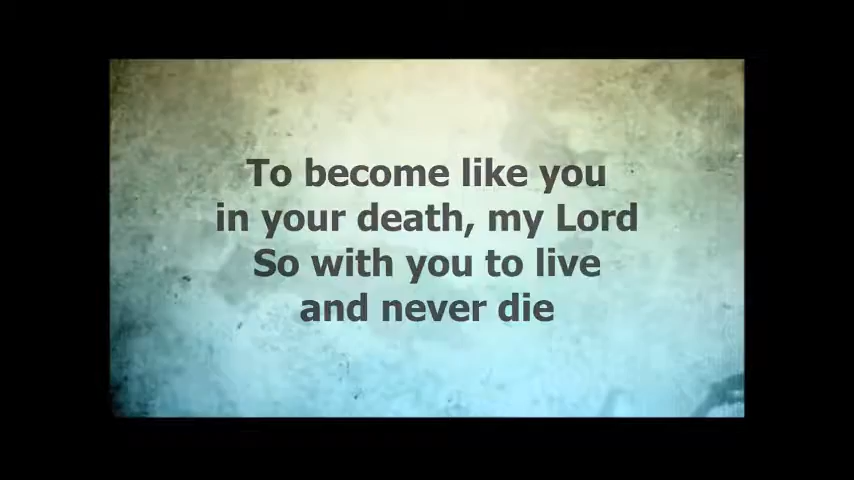 To become like you
in your death, my Lord
So with you to live
and never die